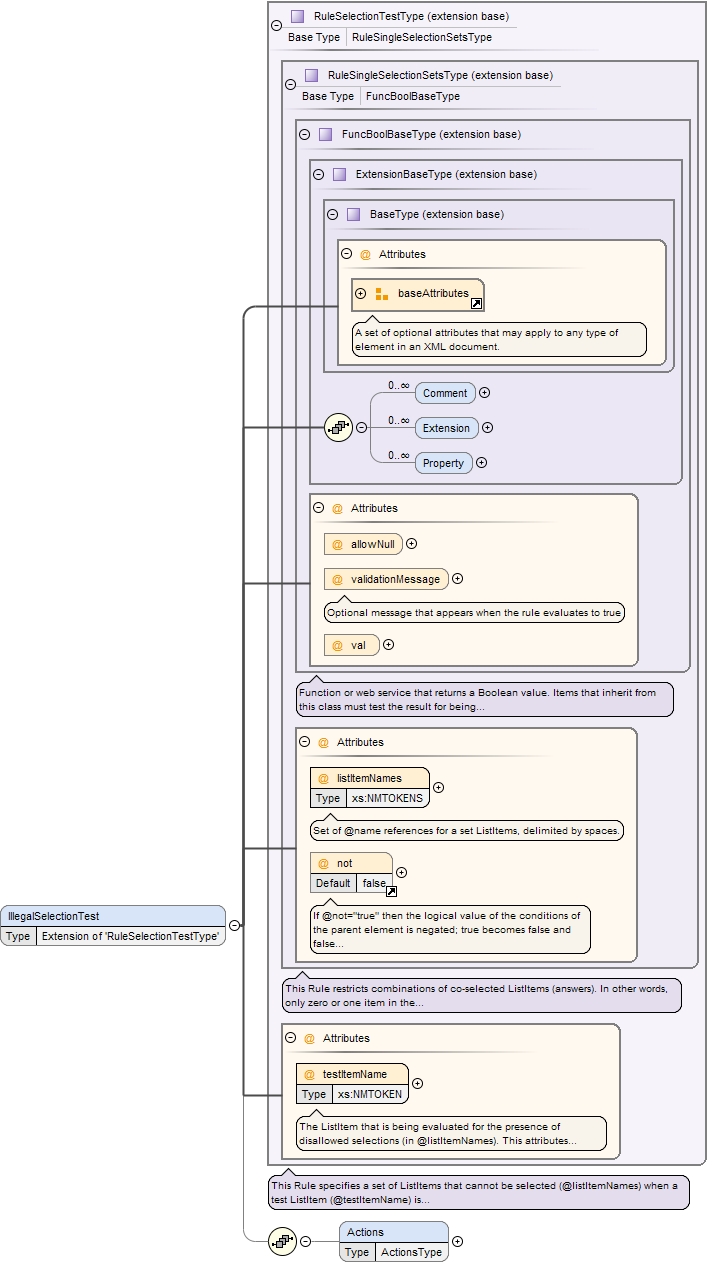 RuleSelectionTestType (extension base)
Base Type RuleSingleSelectionSetsType
RuleSingleSelectionSetsType (extension base)
Base Type FuncBoolBaseType
FuncBoolBaseType (extension base)
ExtensionBaseType (extension base)
BaseType (extension base)
@ Attributes
baseAttributes
A set of optional attributes that may apply to any type of
element in an XML document.
0..∞
Comment
0..∞
Extension
0..∞
Property
@ Attributes
@ allowNull
@ validationMessage
Optional message that appears when the rule evaluates to true
@ val
Function or web service that returns a Boolean value. Items that inherit from
this class must test the result for being...
@ Attributes
@ listItemNames
Type xs:NMTOKENS
Set of @name references for a set ListItems, delimited by spaces.
@ not
Default false
If @not="true" then the logical value of the conditions of
the parent element is negated; true becomes false and
false...
IllegalSelectionTest
Type Extension of 'RuleSelectionTestType'
This Rule restricts combinations of co-selected ListItems (answers). In other words,
only zero or one item in the...
@ Attributes
@ testItemName
Type xs:NMTOKEN
The ListItem that is being evaluated for the presence of
disallowed selections (in @listItemNames). This attributes...
This Rule specifies a set of ListItems that cannot be selected (@listItemNames) when a
test ListItem (@testItemName) is...
Actions
Type ActionsType